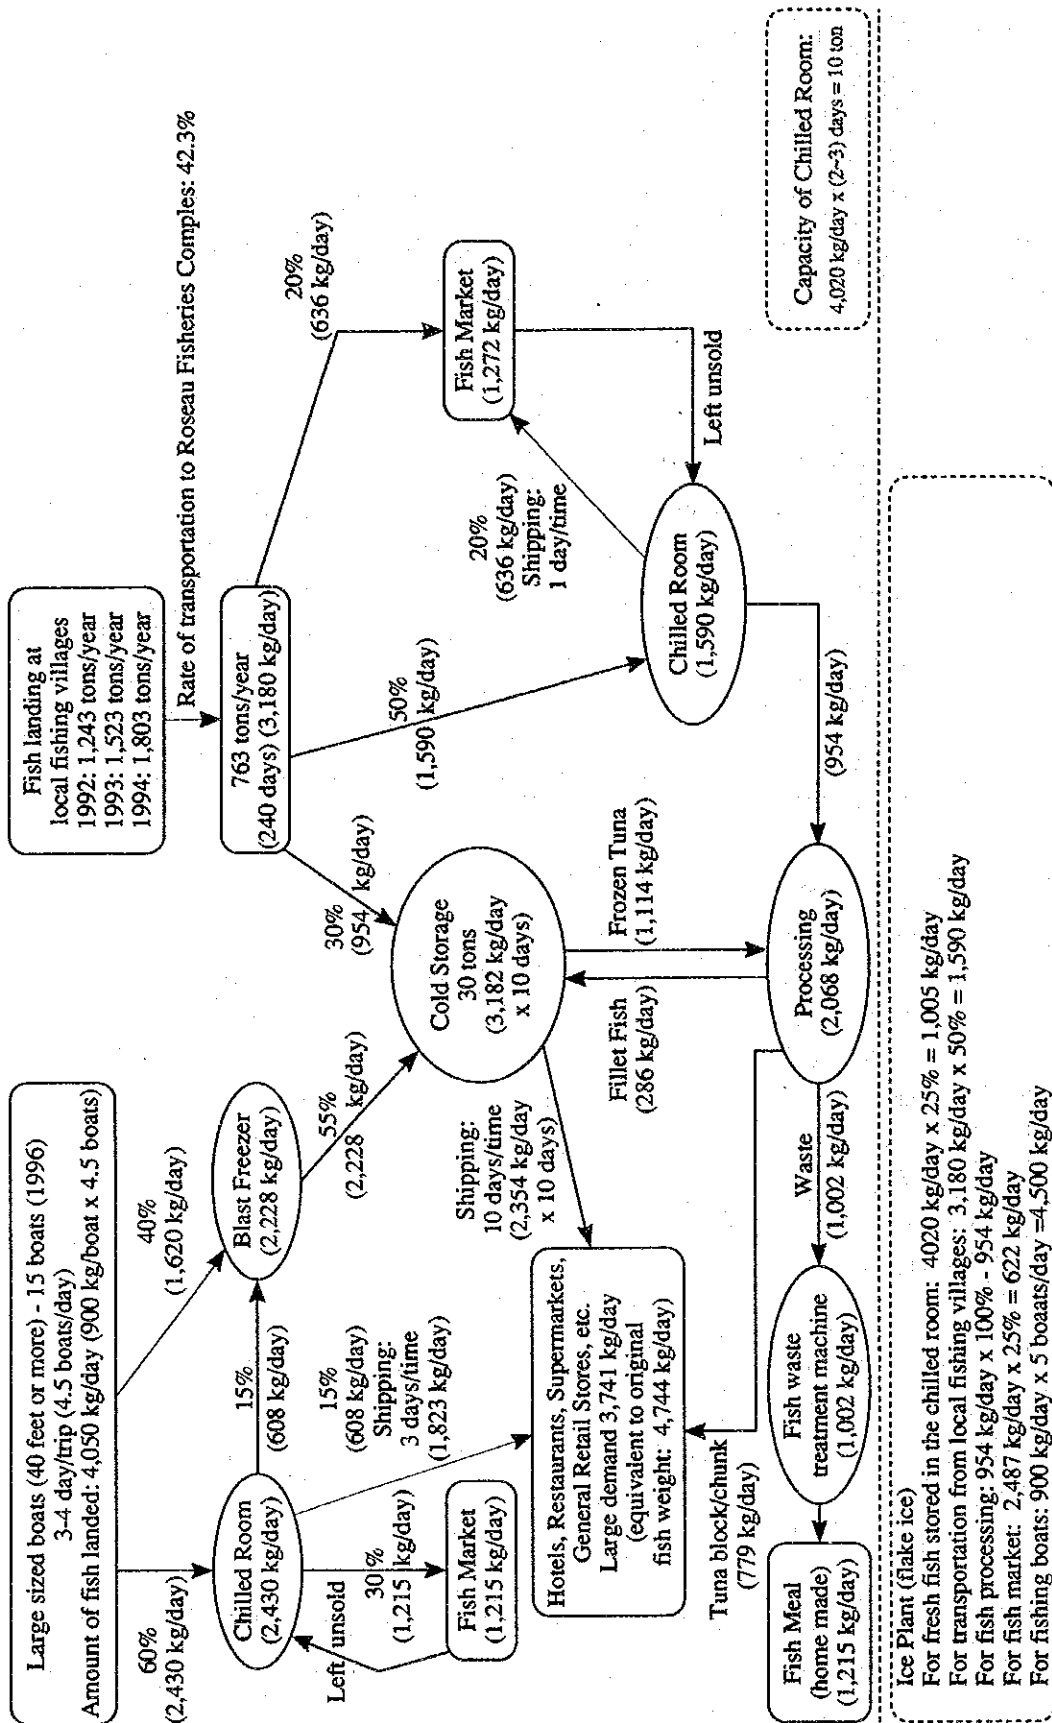 Large sized boats (40 feet or more) - 15 boats (1996)
3-4 day/trip (4.5 boats/day)
Amount of fish landed: 4,050 kg/day (900 kg/boat x 4.5 boats)
Fish landing at
local fishing villages
1992: 1,243 tons/year
1993: 1,523 tons/year
1994: 1,803 tons/year
Rate of transportation to Roseau Fisheries Comples: 42.3%
60%
(2,430 kg/day)
40%
(1,620 kg/day)
763 tons/year
(240 days) (3,180 kg/day)
Chilled Room
(2,430 kg/day)
15%
(608 kg/day)
Blast Freezer
(2,228 kg/day)
55%
(2,228 kg/day)
30%
(954 kg/day)
50%
(1,590 kg/day)
20%
(636 kg/day)
Left unsold
30%
(1,215 kg/day)
15%
(608 kg/day)
Shipping:
3 days/time
(1,823 kg/day)
Fish Market
(1,215 kg/day)
Cold Storage
30 tons
(3,182 kg/day
x 10 days)
Fish Market
(1,272 kg/day)
20%
(636 kg/day)
Shipping:
1 day/time
Left unsold
Chilled Room
(1,590 kg/day)
Shipping:
10 days/time
(2,354 kg/day
x 10 days)
Hotels, Restaurants, Supermarkets,
General Retail Stores, etc.
Large demand 3,741 kg/day
(equivalent to original
fish weight: 4,744 kg/day)
Fillet Fish
(286 kg/day)
Frozen Tuna
(1,114 kg/day)
Tuna block/chunk
(779 kg/day)
(954 kg/day)
Processing
(2,068 kg/day)
Waste
(1,002 kg/day)
Fish waste
treatment machine
(1,002 kg/day)
Fish Meal
(home made)
(1,215 kg/day)
Capacity of Chilled Room:
4,020 kg/day x (2~3) days = 10 ton
Ice Plant (flake ice)
For fresh fish stored in the chilled room: 4020 kg/day x 25% = 1,005 kg/day
For transportation from local fishing villages: 3,180 kg/day x 50% = 1,590 kg/day
For fish processing: 954 kg/day x 100% - 954 kg/day
For fish market: 2,487 kg/day x 25% = 622 kg/day
For fishing boats: 900 kg/day x 5 boaats/day =4,500 kg/day